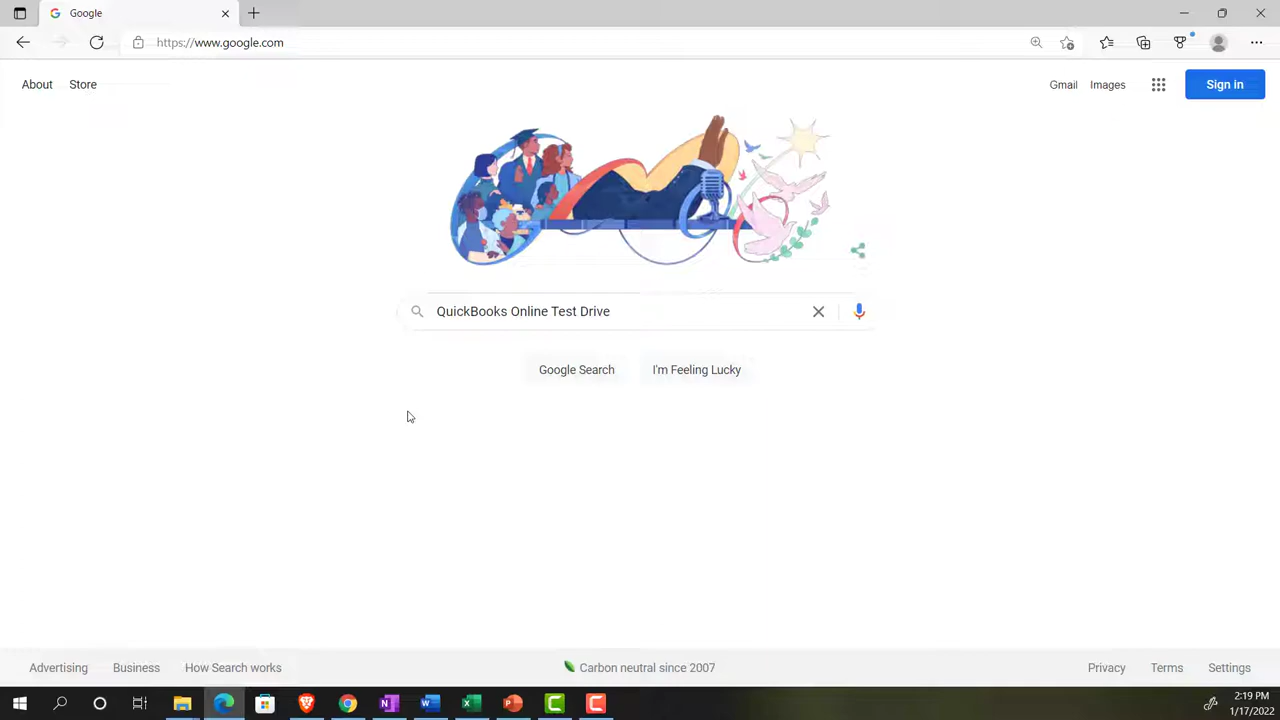 Google
https://www.google.com
About
Store
Gmail
Images
Sign in
QuickBooks Online Test Drive
Google Search
I'm Feeling Lucky
Advertising
Business
How Search works
Carbon neutral since 2007
Privacy
Terms
Settings
2:19 PM
1/17/2022